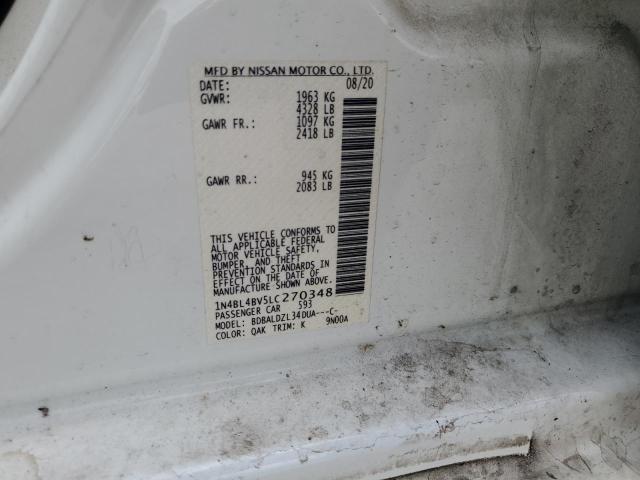 MFD BY NISSAN MOTOR CO., LTD.
DATE: 08/20
GVWR: 1963 KG
4328 LB
GAWR FR.: 1097 KG
2418 LB
GAWR RR.: 945 KG
2083 LB
THIS VEHICLE CONFORMS TO
ALL APPLICABLE FEDERAL
MOTOR VEHICLE SAFETY,
BUMPER, AND THEFT
PREVENTION STANDARDS IN
EFFECT ON THE DATE OF
MANUFACTURE SHOWN ABOVE.
1N4BL4BV5LC270348
PASSENGER CAR 593
MODEL: BDBALDZL34DUA---C-
COLOR: QAK TRIM: K 9N00A